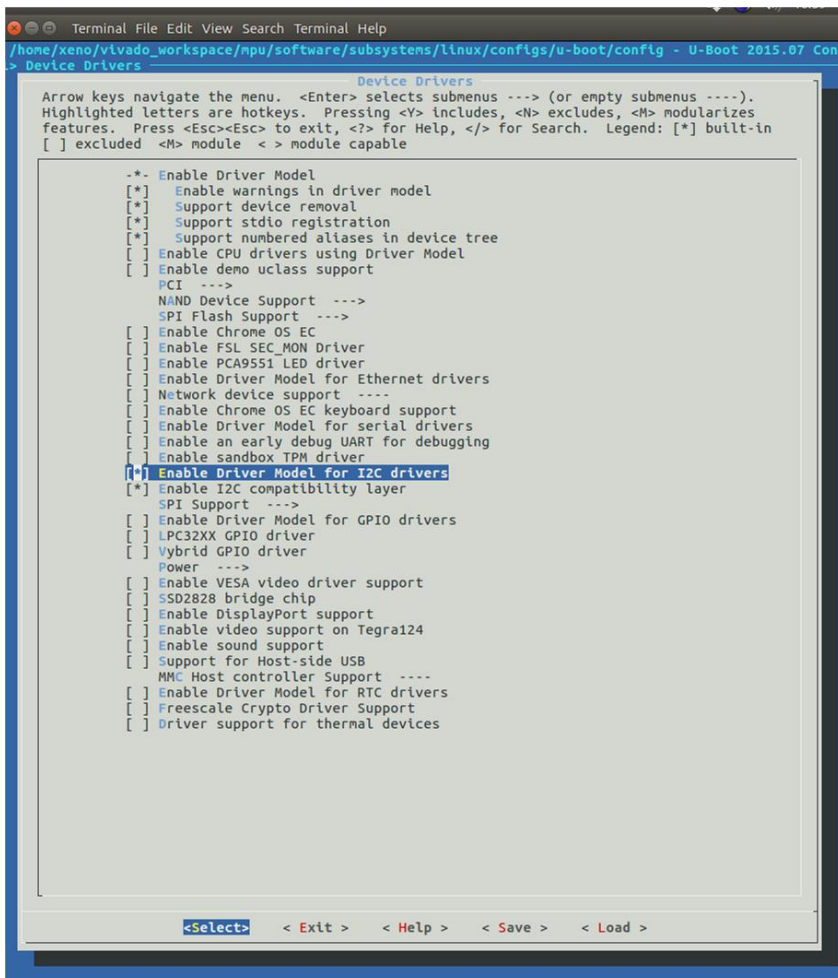 Terminal File Edit View Search Terminal Help
/home/xeno/vivado_workspace/mpu/software/subsystems/linux/configs/u-boot/config - U-Boot 2015.07 Con
.> Device Drivers
Device Drivers
Arrow keys navigate the menu. <Enter> selects submenus ---> (or empty submenus ----).
Highlighted letters are hotkeys. Pressing <Y> includes, <N> excludes, <M> modularizes
features. Press <Esc><Esc> to exit, <?> for Help, </> for Search. Legend: [*] built-in
[ ] excluded <M> module < > module capable
-*- Enable Driver Model
[*] Enable warnings in driver model
[*] Support device removal
[*] Support stdio registration
[*] Support numbered aliases in device tree
[ ] Enable CPU drivers using Driver Model
[ ] Enable demo uclass support
PCI --->
NAND Device Support --->
SPI Flash Support --->
[ ] Enable Chrome OS EC
[ ] Enable FSL SEC_MON Driver
[ ] Enable PCA9551 LED driver
[ ] Enable Driver Model for Ethernet drivers
[ ] Network device support ----
[ ] Enable Chrome OS EC keyboard support
[ ] Enable Driver Model for serial drivers
[ ] Enable an early debug UART for debugging
[ ] Enable sandbox TPM driver
[*] Enable Driver Model for I2C drivers
[*] Enable I2C compatibility layer
SPI Support --->
[ ] Enable Driver Model for GPIO drivers
[ ] LPC32XX GPIO driver
[ ] Vybrid GPIO driver
Power --->
[ ] Enable VESA video driver support
[ ] SSD2828 bridge chip
[ ] Enable DisplayPort support
[ ] Enable video support on Tegra124
[ ] Enable sound support
[ ] Support for Host-side USB
MMC Host controller Support ----
[ ] Enable Driver Model for RTC drivers
[ ] Freescale Crypto Driver Support
[ ] Driver support for thermal devices
<Select> < Exit > < Help > < Save > < Load >